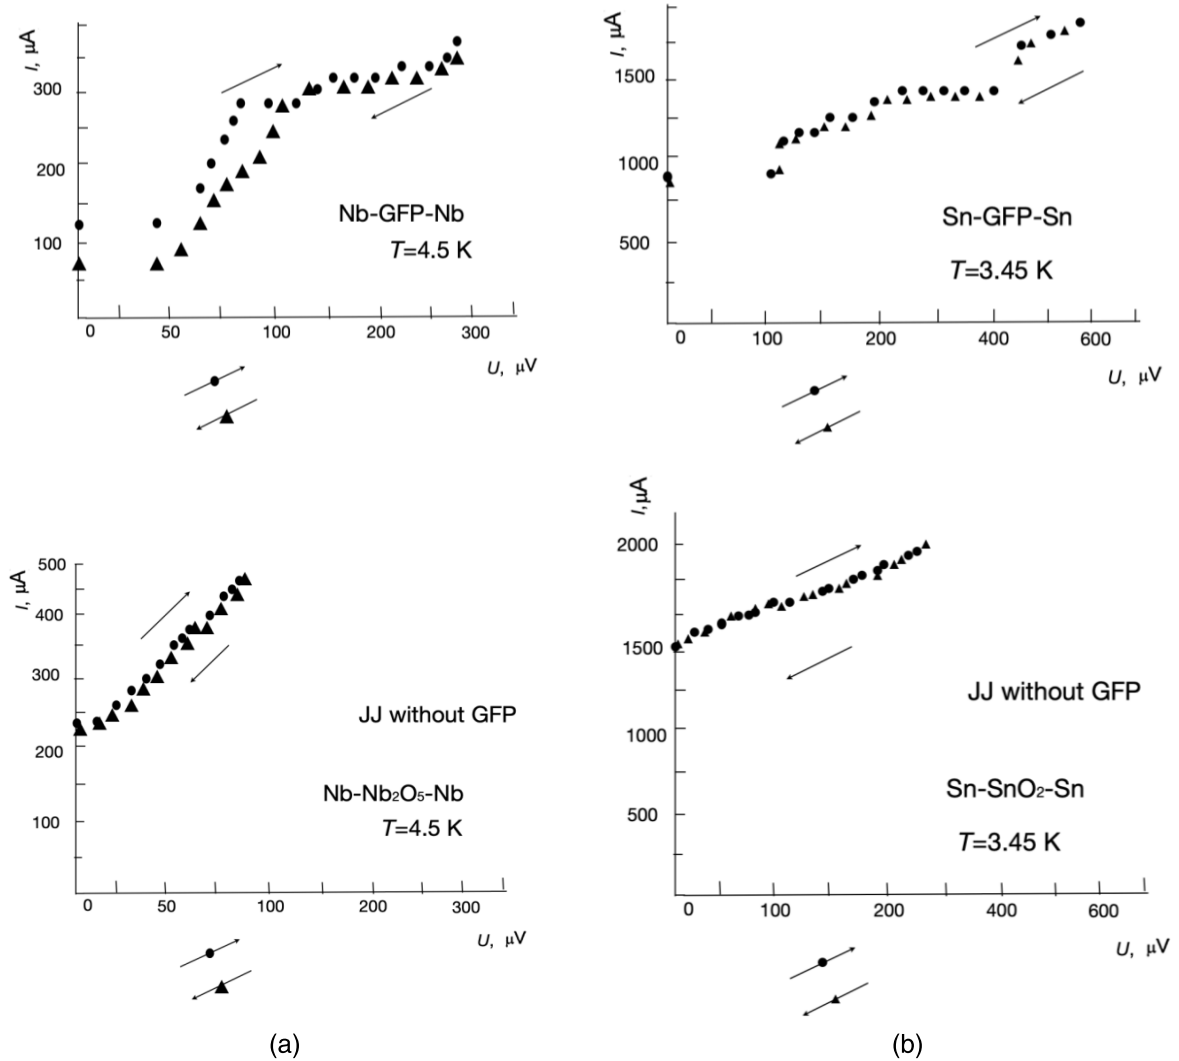 I, μA
300
200
100
Nb-GFP-Nb
T=4.5 K
0 50 100 200 300
U, μV
I, μA
1500
1000
500
Sn-GFP-Sn
T=3.45 K
0 100 200 400 600
U, μV
I, μA
500
400
300
200
100
JJ without GFP
Nb-Nb₂O₅-Nb
T=4.5 K
0 50 100 200 300
U, μV
(a)
I,μA
2000
1500
1000
500
JJ without GFP
Sn-SnO₂-Sn
T=3.45 K
0 100 200 400 600
U, μV
(b)